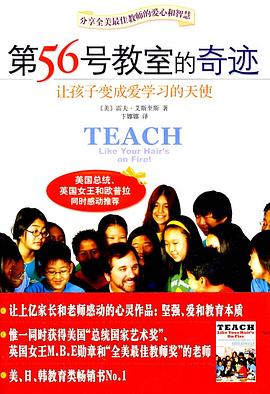 分享全美最佳教师的爱心和智慧
第56号教室的奇迹
让孩子变成爱学习的天使
〔美〕雷夫·艾斯奎斯 著
卞娜娜 译
TEACH
Like Your Hair's
on Fire!
美国总统、
英国女王和欧普拉
同时感动推荐
让上亿家长和老师感动的心灵作品：坚强、爱和教育本质
惟一同时获得美国“总统国家艺术奖”、
英国女王M.B.E勋章和“全美最佳教师奖”的老师
美、日、韩教育类畅销书No.1
TEACH
Like Your Hair's
On Fire